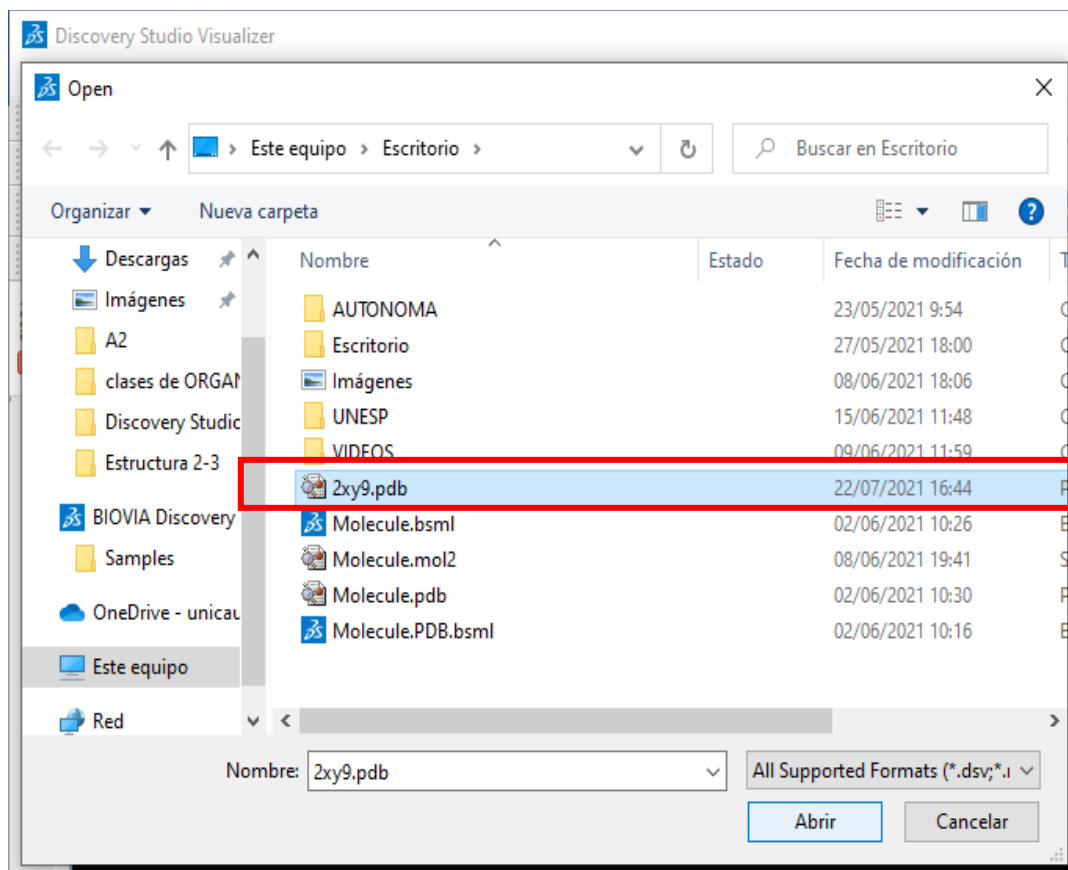 Discovery Studio Visualizer
Open
Este equipo > Escritorio >
Buscar en Escritorio
Organizar
Nueva carpeta
Descargas
Imágenes
A2
clases de ORGAN
Discovery Studic
Estructura 2-3
BIOVIA Discovery
Samples
OneDrive - unicau
Este equipo
Red
Nombre Estado Fecha de modificación T
AUTONOMA 23/05/2021 9:54
Escritorio 27/05/2021 18:00
Imágenes 08/06/2021 18:06
UNESP 15/06/2021 11:48
VIDEOS 09/06/2021 11:59
2xy9.pdb 22/07/2021 16:44 P
Molecule.bsml 02/06/2021 10:26
Molecule.mol2 08/06/2021 19:41 S
Molecule.pdb 02/06/2021 10:30 P
Molecule.PDB.bsml 02/06/2021 10:16
Nombre: 2xy9.pdb
All Supported Formats (*.dsv;*.
Abrir
Cancelar